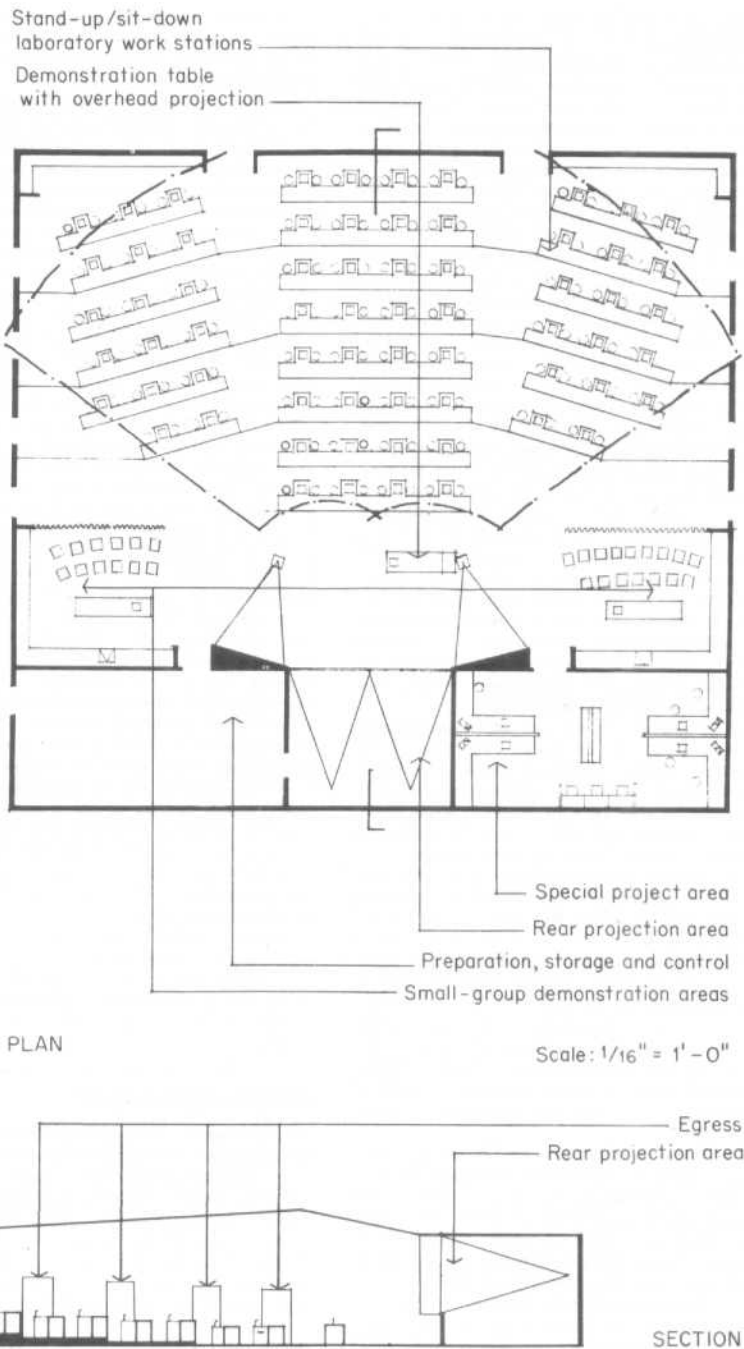 Stand-up/sit-down
laboratory work stations
Demonstration table
with overhead projection
Special project area
Rear projection area
Preparation, storage and control
Small-group demonstration areas
PLAN
Scale: 1/16" = 1'-0"
Egress
Rear projection area
SECTION